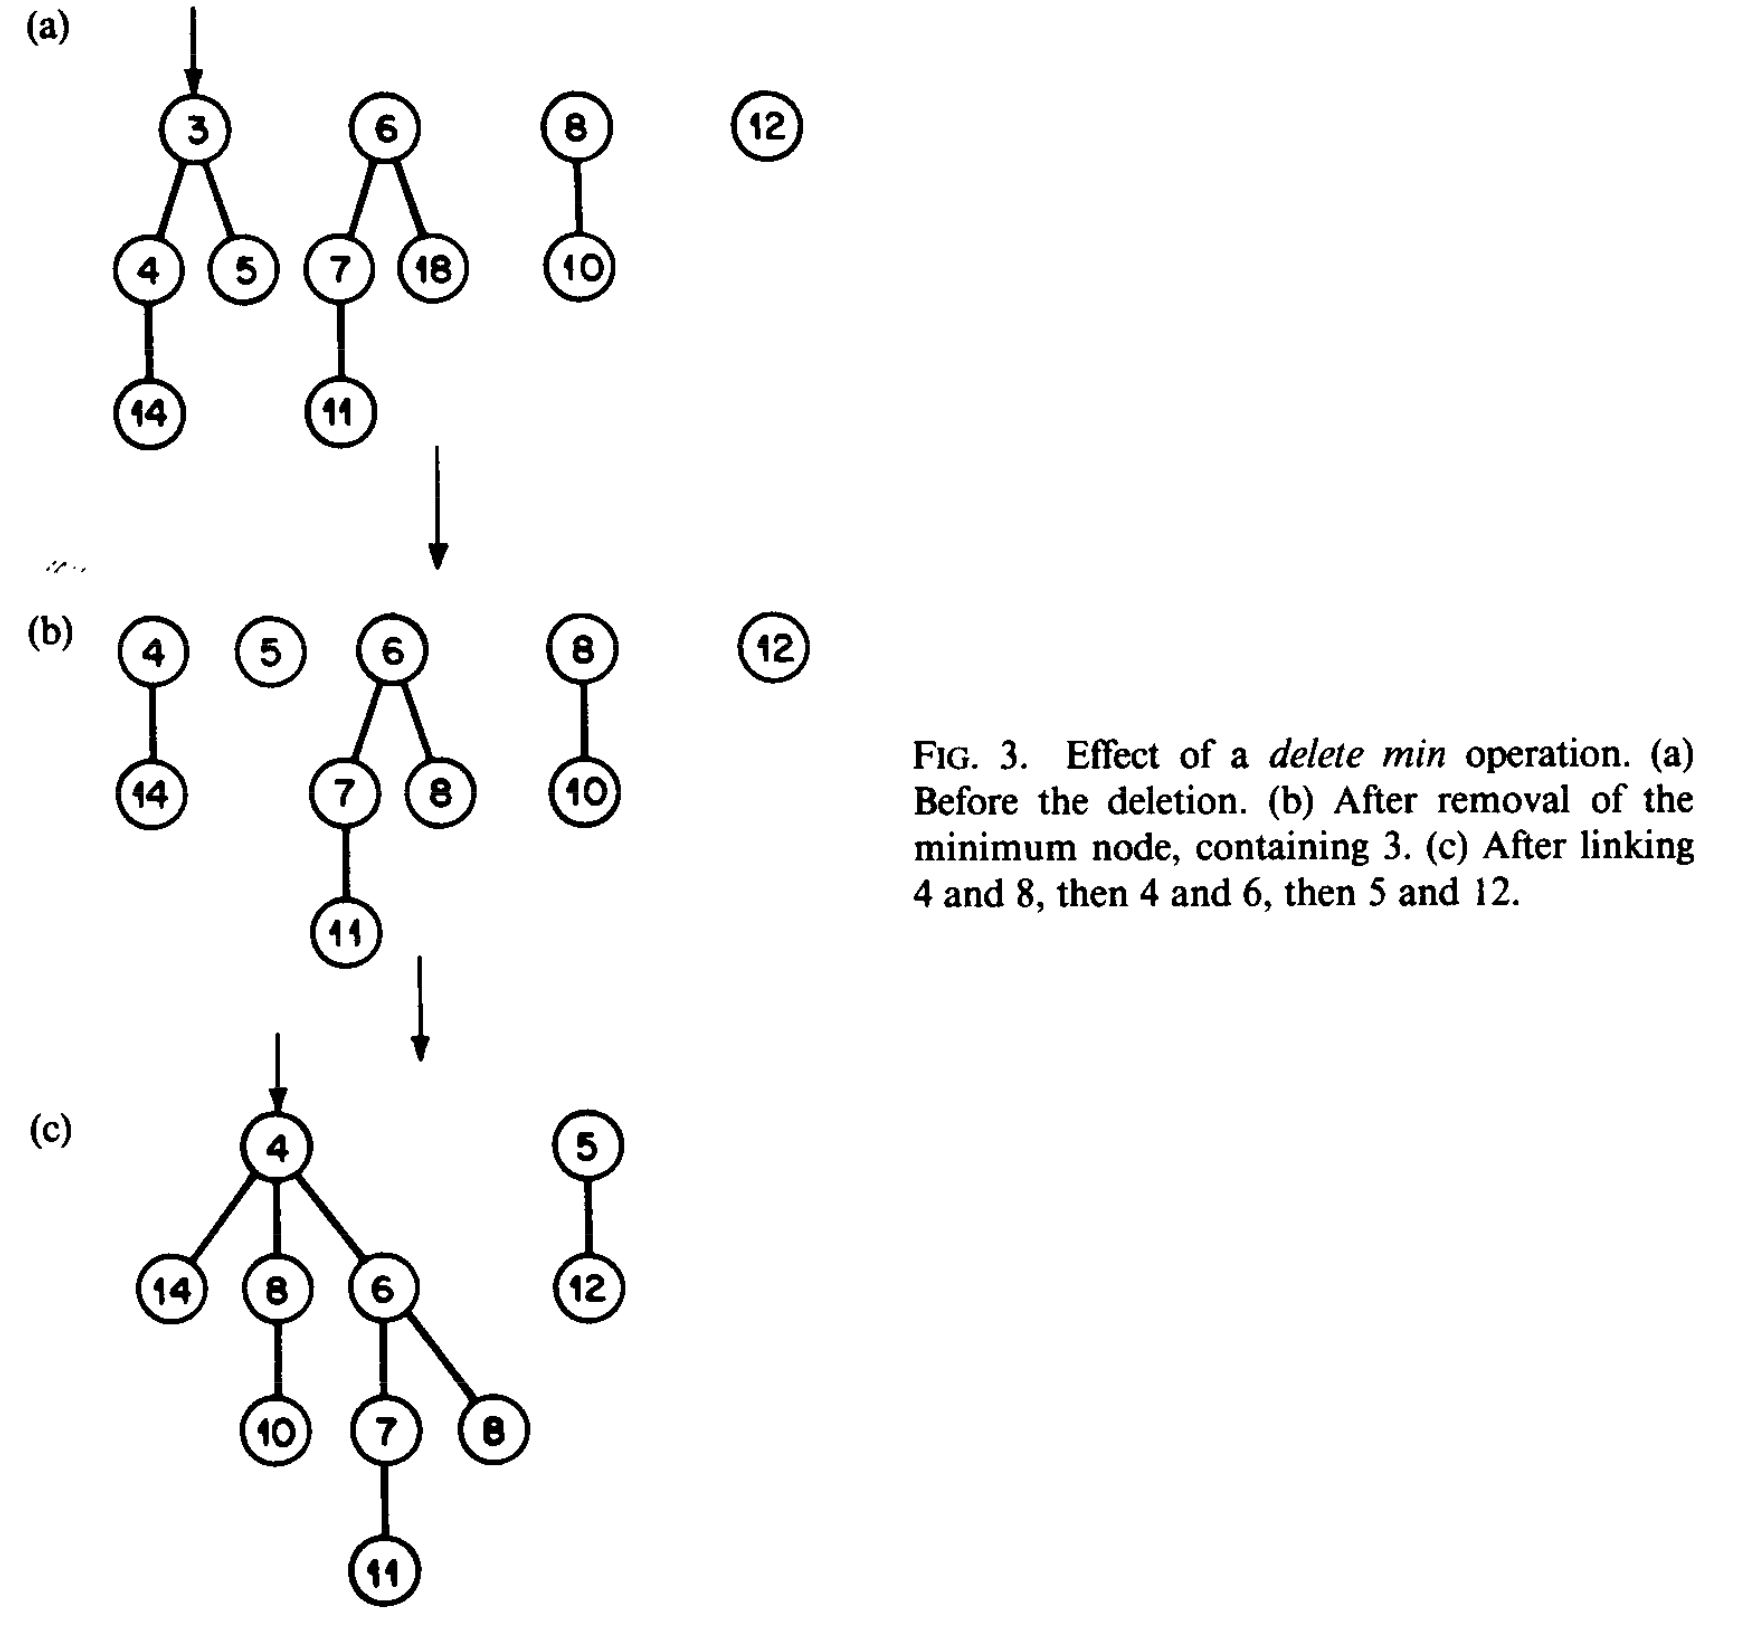 (a)
3 6 8 12
4 5 7 18 10
14 11
(b) 4 5 6 8 12
14 7 8 10
11
FIG. 3. Effect of a delete min operation. (a)
Before the deletion. (b) After removal of the
minimum node, containing 3. (c) After linking
4 and 8, then 4 and 6, then 5 and 12.
(c) 4 5
14 8 6 12
10 7 8
11